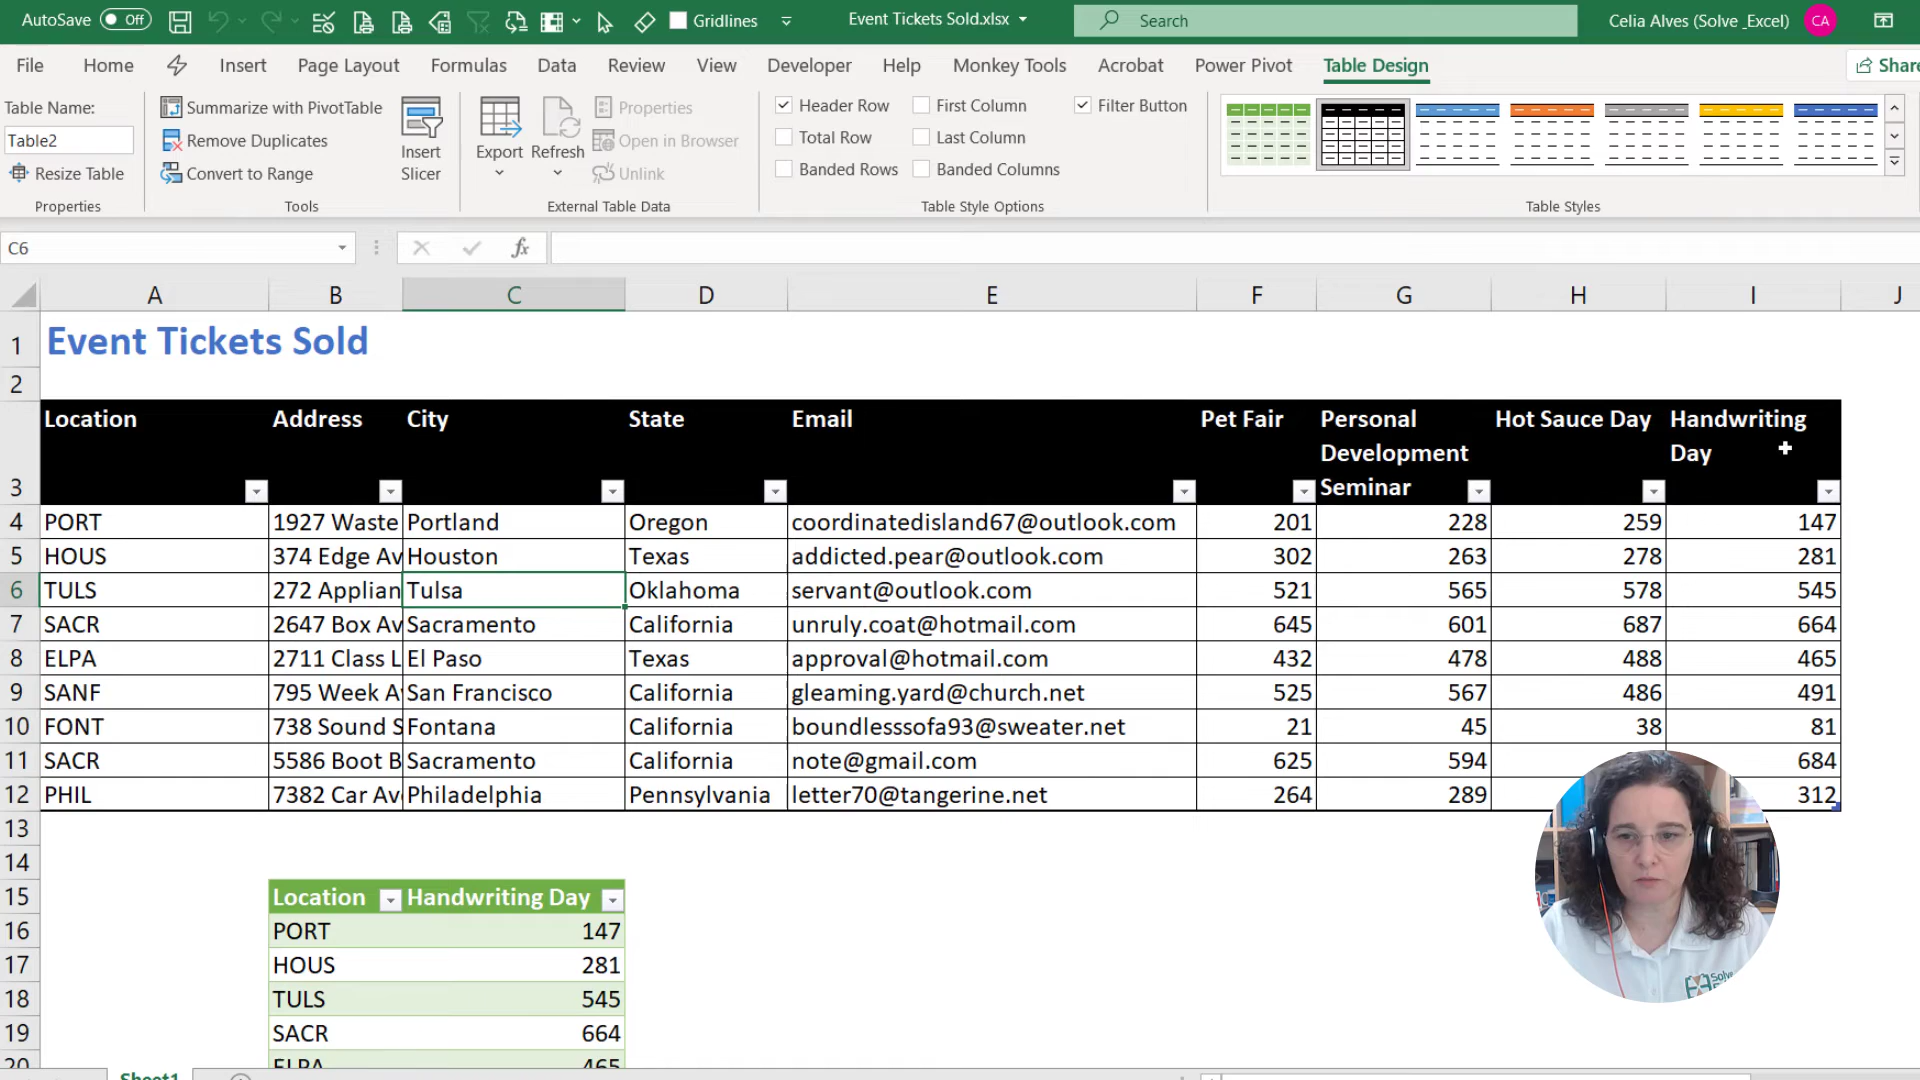 AutoSave Off Gridlines Event Tickets Sold.xlsx Search Celia Alves (Solve _Excel) CA
File Home Insert Page Layout Formulas Data Review View Developer Help Monkey Tools Acrobat Power Pivot Table Design Share
Table Name:
Table2
Resize Table
Properties
Summarize with PivotTable
Remove Duplicates
Convert to Range
Tools
Insert
Slicer
Export Refresh
Properties
Open in Browser
Unlink
External Table Data
Header Row First Column Filter Button
Total Row Last Column
Banded Rows Banded Columns
Table Style Options
Table Styles
C6 fx
A B C D E F G H I J
1 Event Tickets Sold
2
3 Location Address City State Email Pet Fair Personal Development Seminar Hot Sauce Day Handwriting Day
4 PORT 1927 Waste Portland Oregon coordinatedisland67@outlook.com 201 228 259 147
5 HOUS 374 Edge Av Houston Texas addicted.pear@outlook.com 302 263 278 281
6 TULS 272 Applian Tulsa Oklahoma servant@outlook.com 521 565 578 545
7 SACR 2647 Box Av Sacramento California unruly.coat@hotmail.com 645 601 687 664
8 ELPA 2711 Class L El Paso Texas approval@hotmail.com 432 478 488 465
9 SANF 795 Week A San Francisco California gleaming.yard@church.net 525 567 486 491
10 FONT 738 Sound S Fontana California boundlesssofa93@sweater.net 21 45 38 81
11 SACR 5586 Boot B Sacramento California note@gmail.com 625 594 684
12 PHIL 7382 Car Av Philadelphia Pennsylvania letter70@tangerine.net 264 289 312
13
14
15 Location Handwriting Day
16 PORT 147
17 HOUS 281
18 TULS 545
19 SACR 664
20 ELPA 465
Sheet1